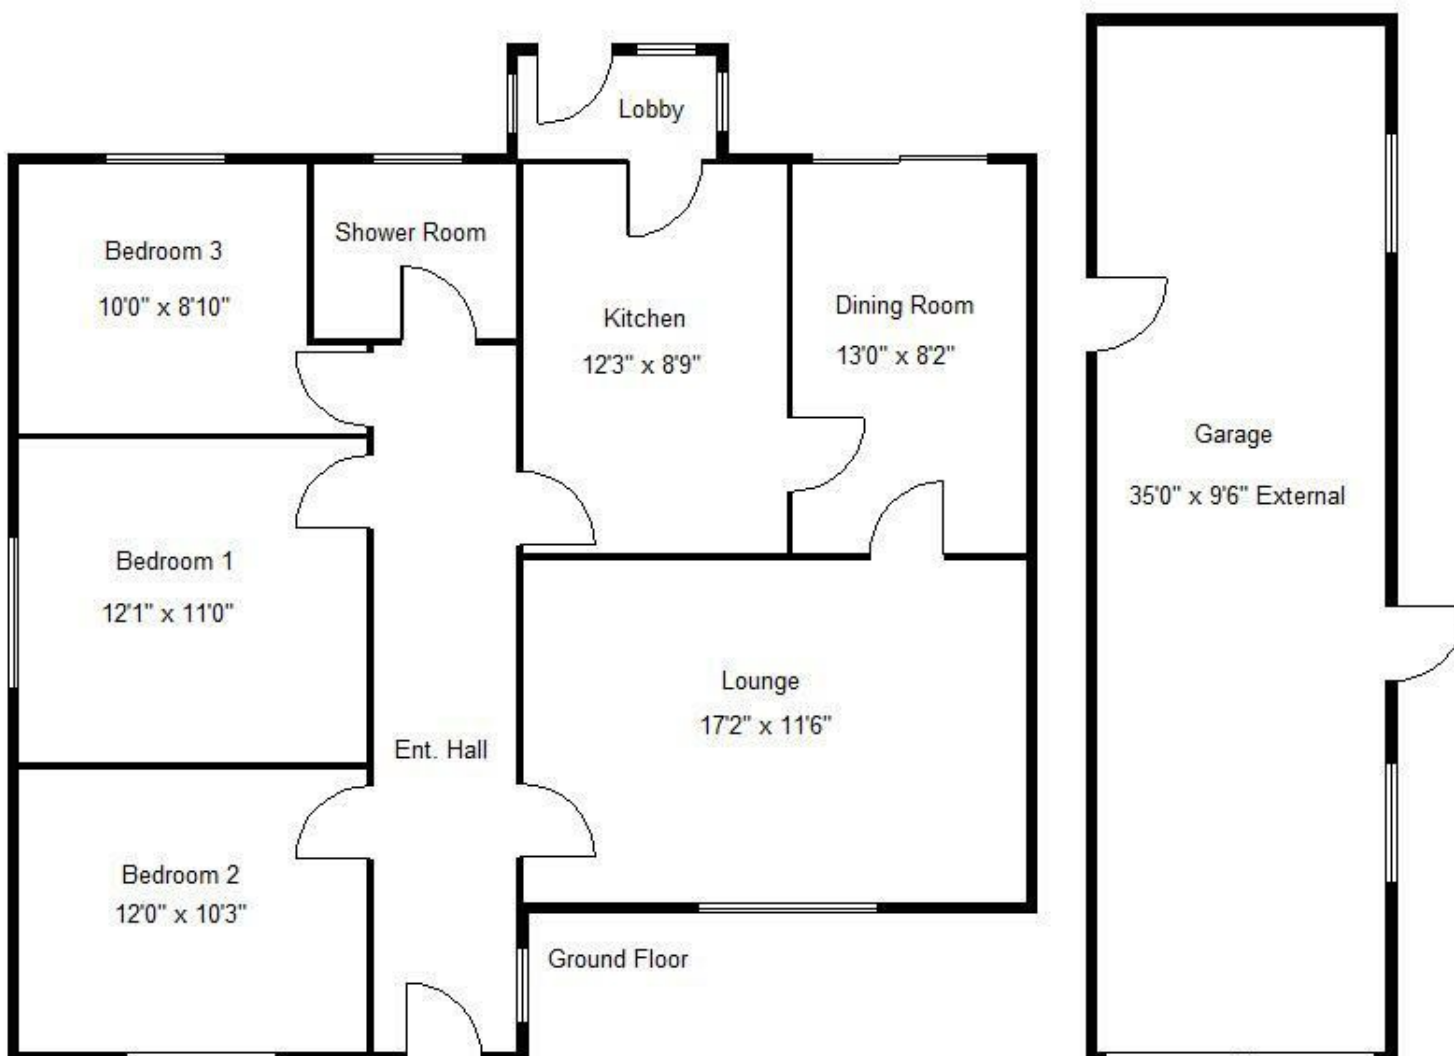 Lobby
Shower Room
Bedroom 3
10'0" x 8'10"
Kitchen
12'3" x 8'9"
Dining Room
13'0" x 8'2"
Garage
35'0" x 9'6" External
Bedroom 1
12'1" x 11'0"
Lounge
17'2" x 11'6"
Ent. Hall
Bedroom 2
12'0" x 10'3"
Ground Floor